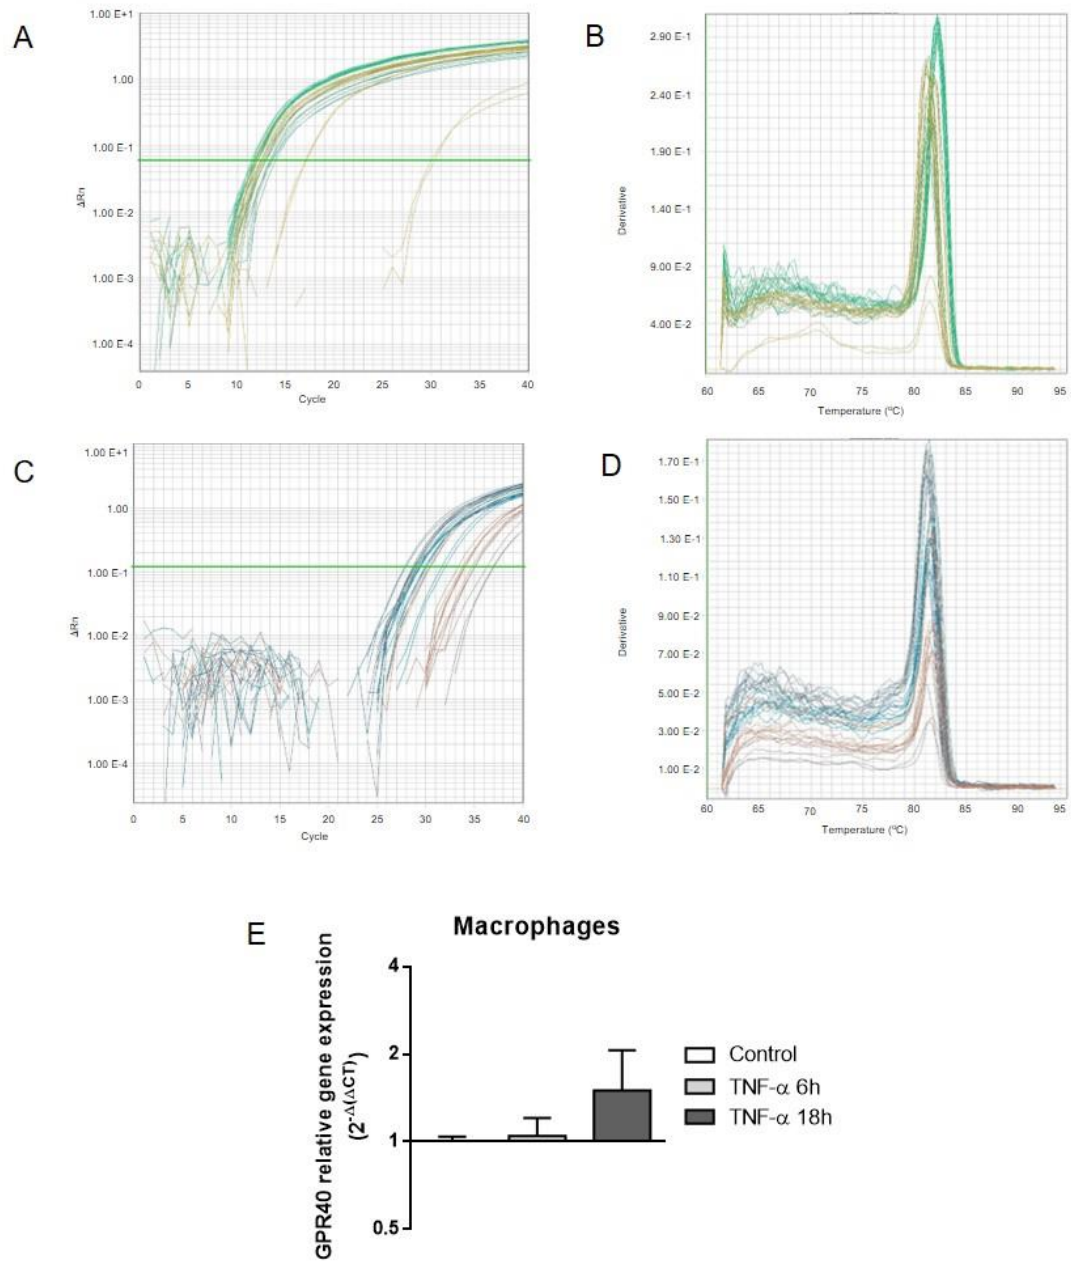 A
1.00 E+1
1.00
1.00 E-1
1.00 E-2
1.00 E-3
1.00 E-4
ΔRn
0 5 10 15 20 25 30 35 40
Cycle
B
2.90 E-1
2.40 E-1
1.90 E-1
1.40 E-1
9.00 E-2
4.00 E-2
Derivative
60 65 70 75 80 85 90 95
Temperature (ºC)
C
1.00 E+1
1.00
1.00 E-1
1.00 E-2
1.00 E-3
1.00 E-4
ΔRn
0 5 10 15 20 25 30 35 40
Cycle
D
1.70 E-1
1.50 E-1
1.30 E-1
1.10 E-1
9.00 E-2
7.00 E-2
5.00 E-2
3.00 E-2
1.00 E-2
Derivative
60 65 70 75 80 85 90 95
Temperature (ºC)
E
Macrophages
GPR40 relative gene expression
(2-Δ(ΔCT))
4
2
1
0.5
Control
TNF-α 6h
TNF-α 18h